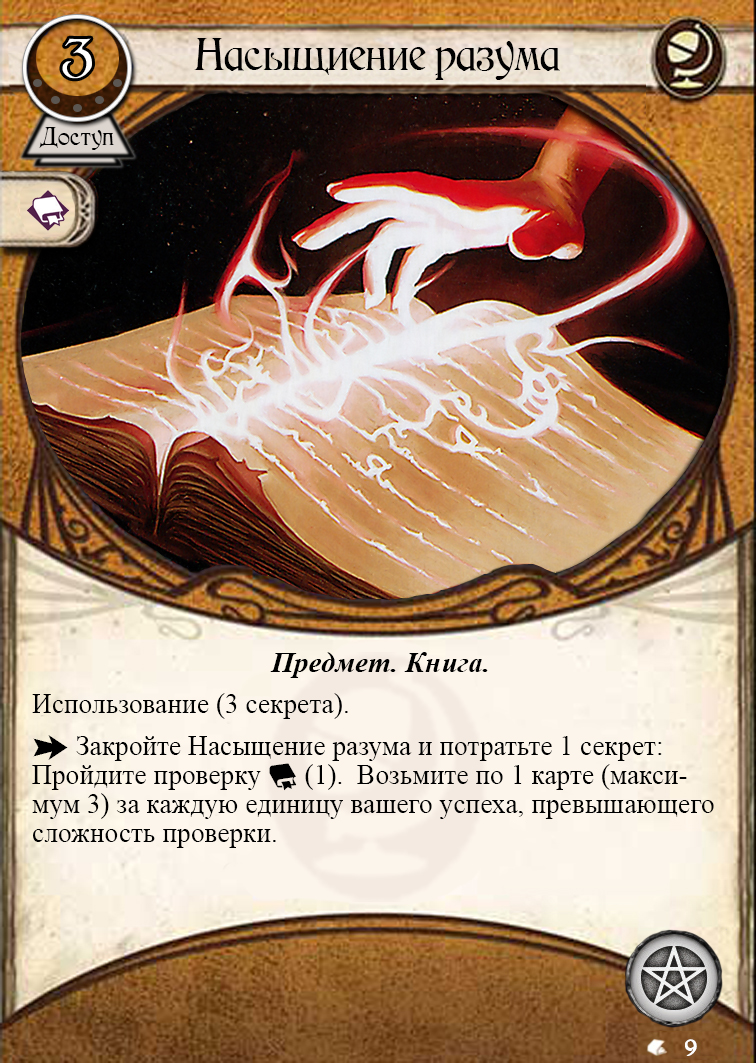 3
Насыщиение разума
Доступ
Предмет. Книга.
Использование (3 секрета).
Закройте Насыщение разума и потратьте 1 секрет:
Пройдите проверку (1). Возьмите по 1 карте (макси-
мум 3) за каждую единицу вашего успеха, превышающего
сложность проверки.
9